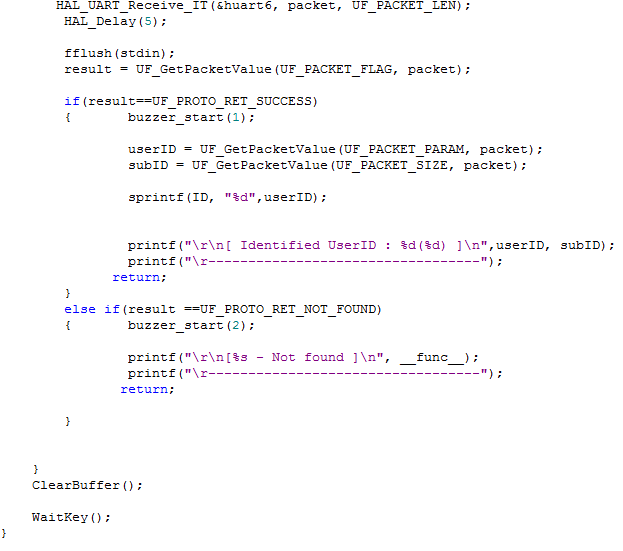 HAL_UART_Receive_IT(&huart6, packet, UF_PACKET_LEN);
HAL_Delay(5);
fflush(stdin);
result = UF_GetPacketValue(UF_PACKET_FLAG, packet);
if(result==UF_PROTO_RET_SUCCESS)
{ buzzer_start(1);
userID = UF_GetPacketValue(UF_PACKET_PARAM, packet);
subID = UF_GetPacketValue(UF_PACKET_SIZE, packet);
sprintf(ID, "%d",userID);
printf("\r\n[ Identified UserID : %d(%d) ]\n",userID, subID);
printf("\r----------------------------------");
return;
}
else if(result ==UF_PROTO_RET_NOT_FOUND)
{ buzzer_start(2);
printf("\r\n[%s - Not found ]\n", __func__);
printf("\r----------------------------------");
return;
}
}
ClearBuffer();
WaitKey();
}